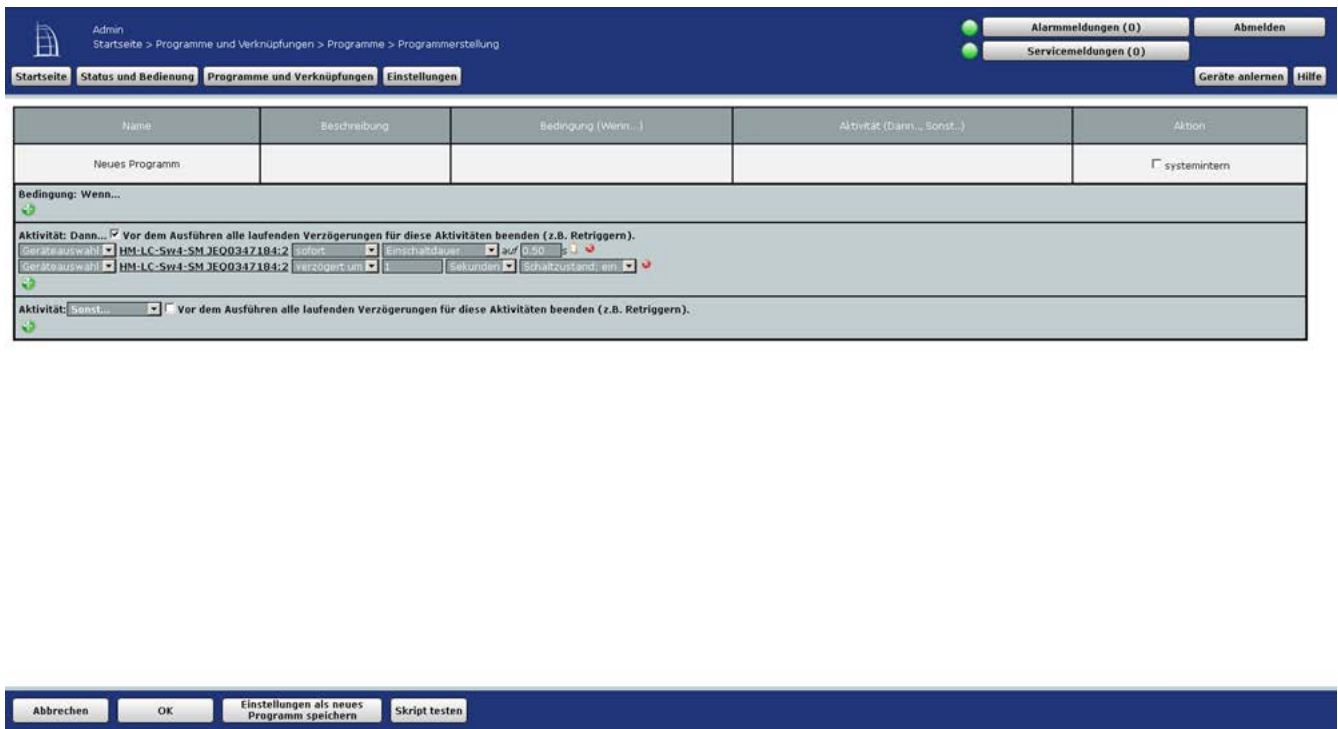 Admin
Startseite > Programme und Verknüpfungen > Programme > Programmerstellung
Alarmmeldungen (0) Abmelden
Servicemeldungen (0)
Startseite Status und Bedienung Programme und Verknüpfungen Einstellungen Geräte anlernen Hilfe
Name Beschreibung Bedingung (Wenn...) Aktivität (Dann.., Sonst..) Aktion
Neues Programm systemintern
Bedingung: Wenn...
Aktivität: Dann... Vor dem Ausführen alle laufenden Verzögerungen für diese Aktivitäten beenden (z.B. Retriggern).
Geräteauswahl HM-LC-Sw4-SM JEQ0347184:2 sofort Einschaltdauer auf 0.50 s
Geräteauswahl HM-LC-Sw4-SM JEQ0347184:2 verzögert um 1 Sekunden Schaltzustand: ein
Aktivität: Sonst... Vor dem Ausführen alle laufenden Verzögerungen für diese Aktivitäten beenden (z.B. Retriggern).
Abbrechen OK Einstellungen als neues Programm speichern Skript testen